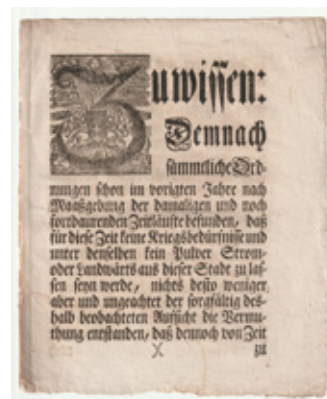 Zu wissen:
Demnach
sämmtliche Ord-
nungen schon im vorigten Jahre nach
Maaßgebung der damaligen und noch
fortdaurenden Zeitläufte befunden, daß
für diese Zeit keine Kriegsbedürfnisse und
unter denselben kein Pulver Strom-
oder Landwärts aus dieser Stadt zu las-
sen seyn werde, nichts desto weniger
aber und ungeachtet der sorgfältig des-
halb beobachteten Aufsicht die Vermu-
thung entstanden, daß dennoch von Zeit
zu